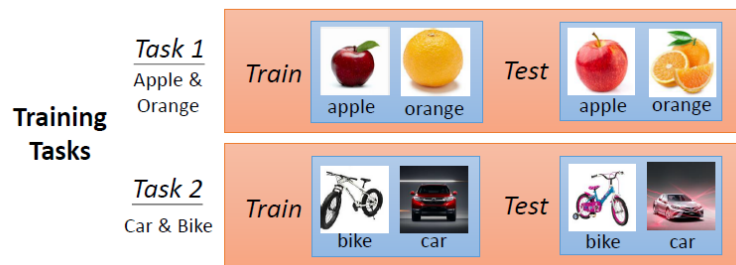 Training
Tasks
Task 1
Apple &
Orange
Train
apple
orange
Test
apple
orange
Task 2
Car & Bike
Train
bike
car
Test
bike
car